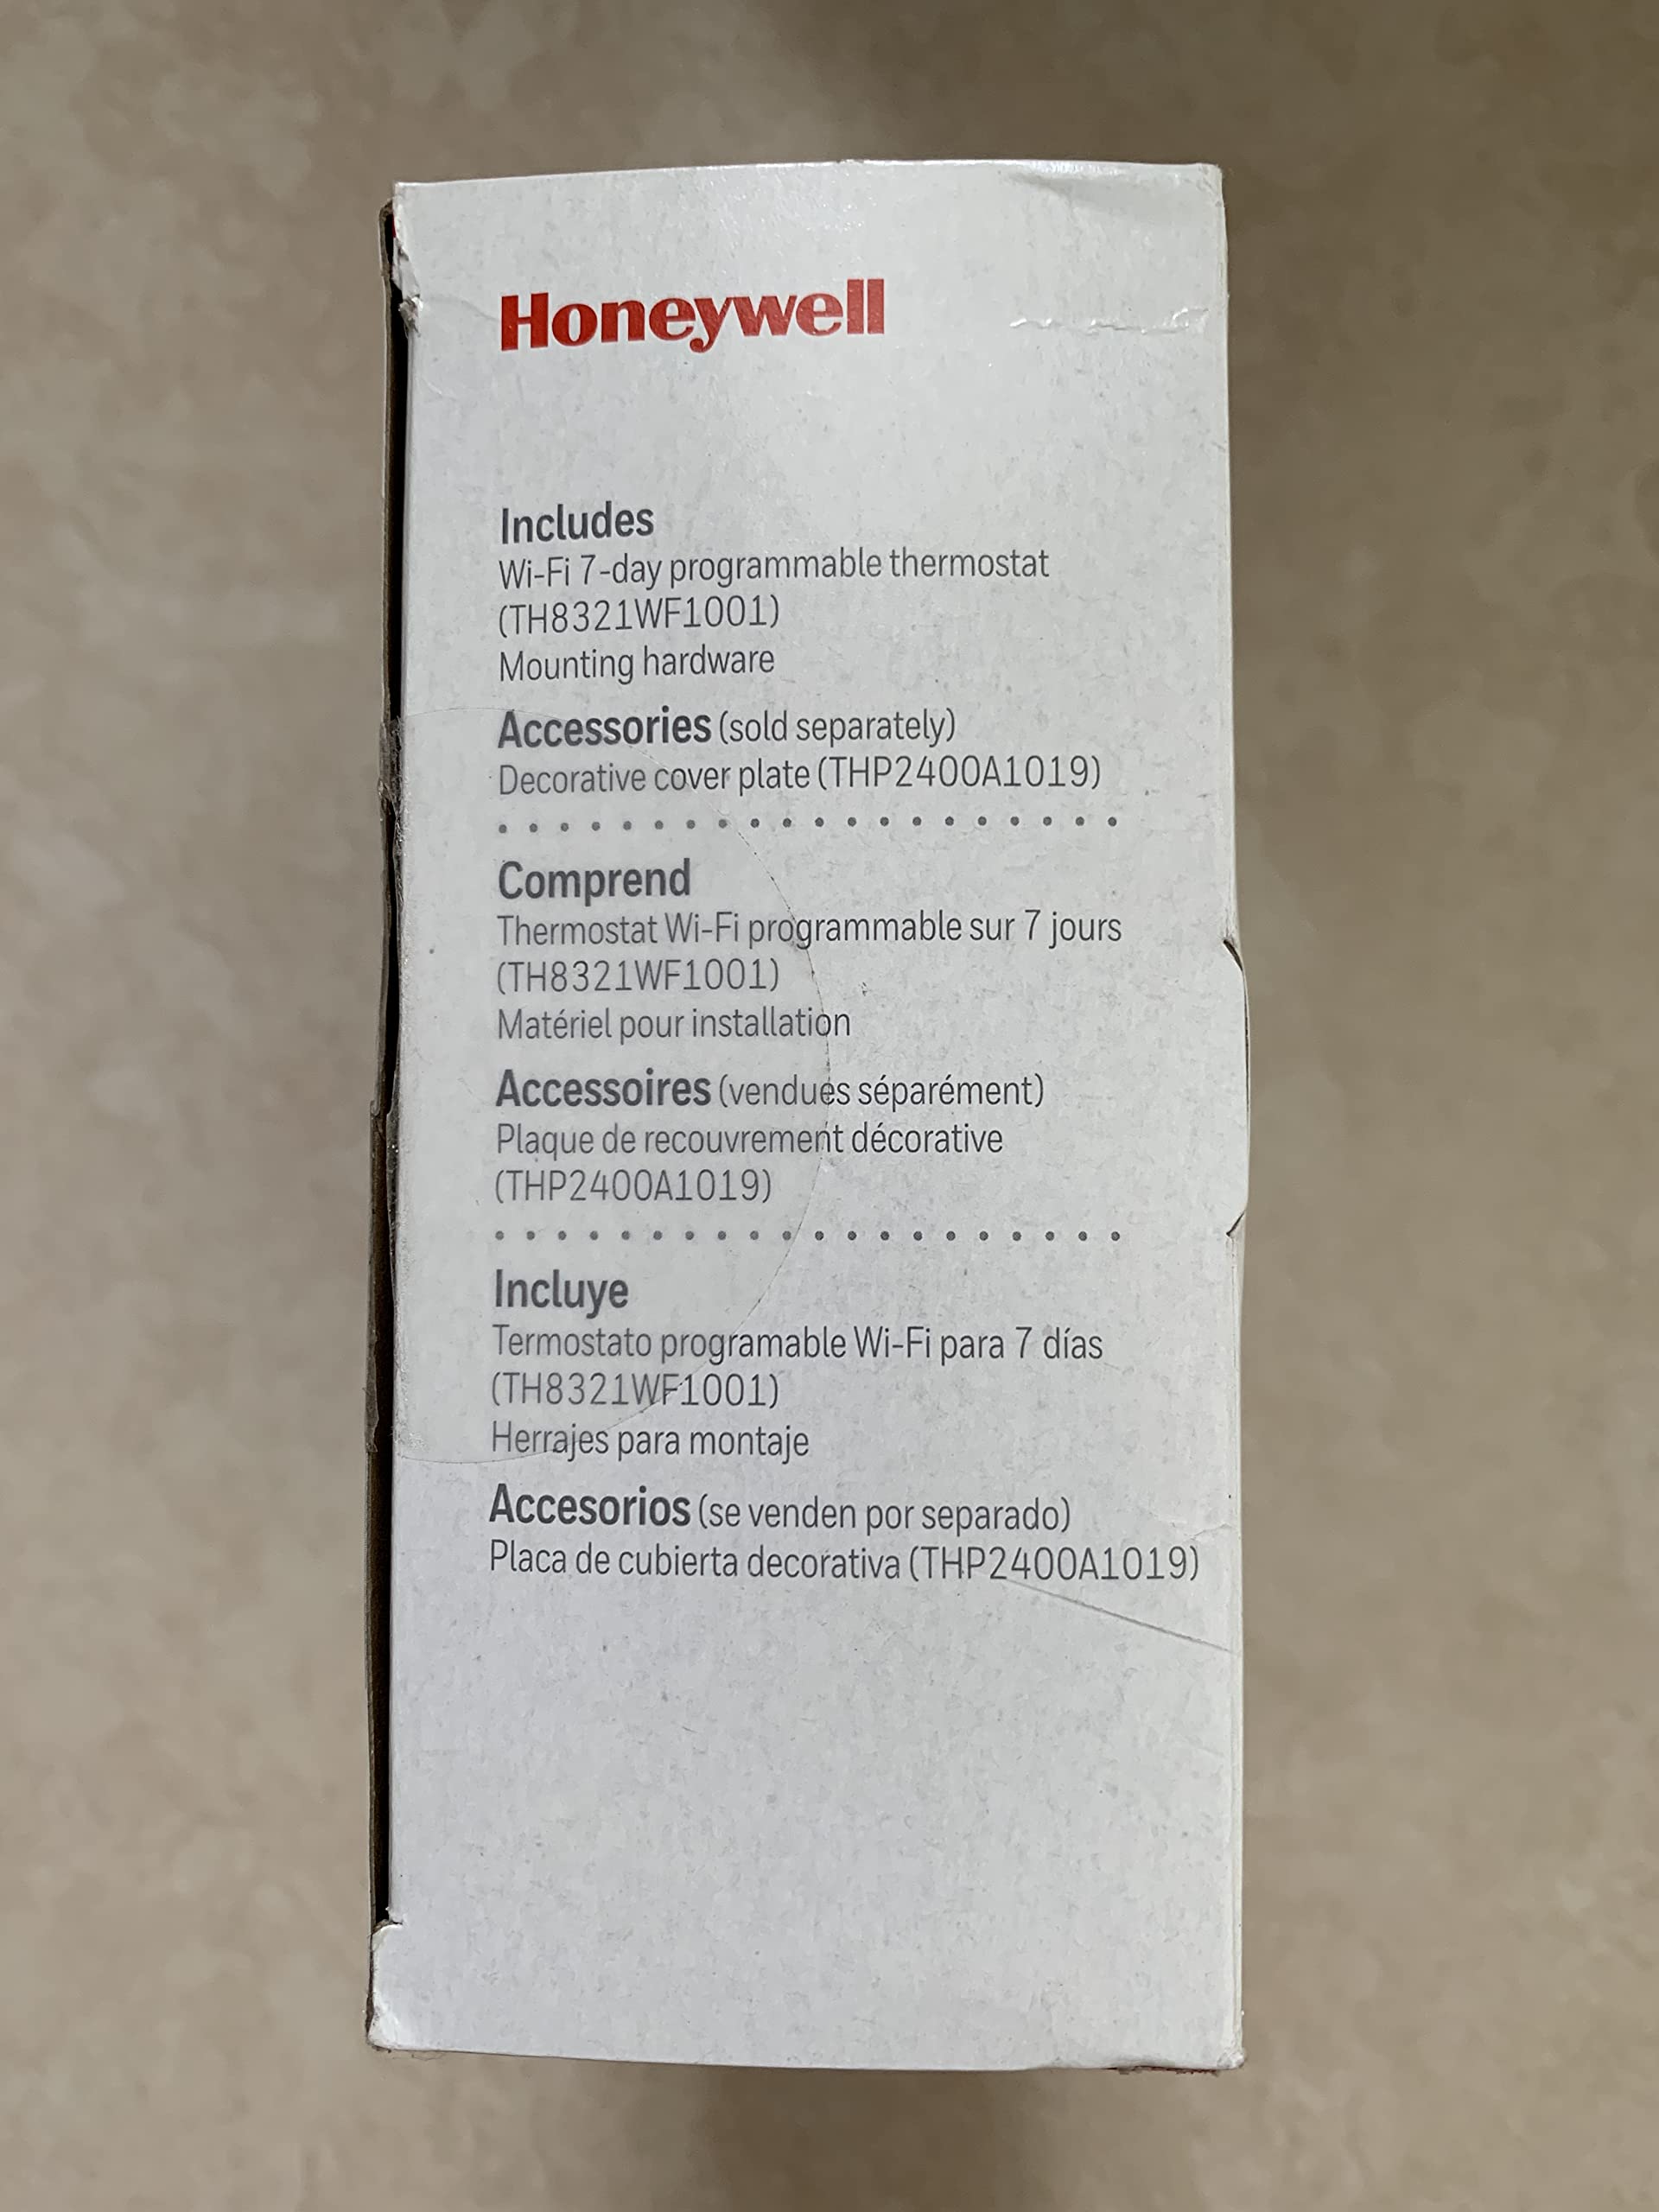 Honeywell
Includes
Wi-Fi 7-day programmable thermostat
(TH8321WF1001)
Mounting hardware
Accessories (sold separately)
Decorative cover plate (THP2400A1019)
Comprend
Thermostat Wi-Fi programmable sur 7 jours
(TH8321WF1001)
Matériel pour installation
Accessoires (vendues séparément)
Plaque de recouvrement décorative
(THP2400A1019)
Incluye
Termostato programable Wi-Fi para 7 días
(TH8321WF1001)
Herrajes para montaje
Accesorios (se venden por separado)
Placa de cubierta decorativa (THP2400A1019)